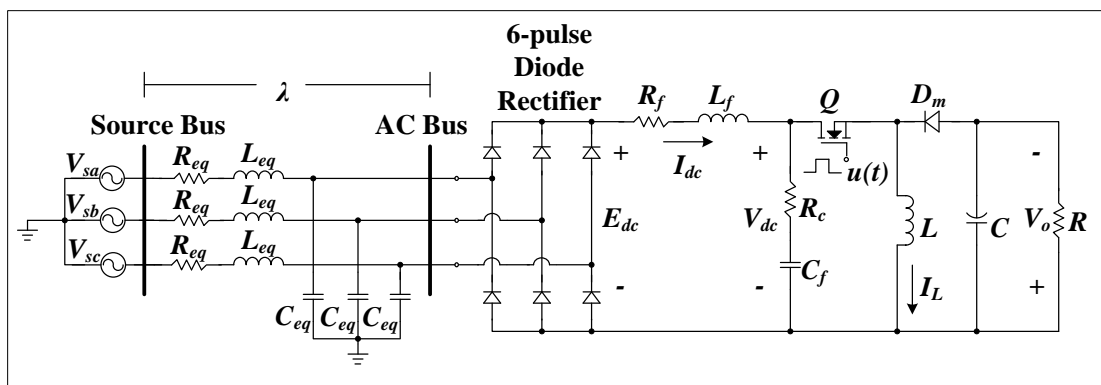 6-pulse
Diode
Rectifier
λ
Source Bus
AC Bus
R_f
L_f
Q
D_m
V_sa
R_eq
L_eq
+
I_dc
+
u(t)
-
V_sb
R_eq
L_eq
E_dc
V_dc
R_c
L
C
V_o
R
V_sc
R_eq
L_eq
-
-
C_f
I_L
+
C_eq
C_eq
C_eq